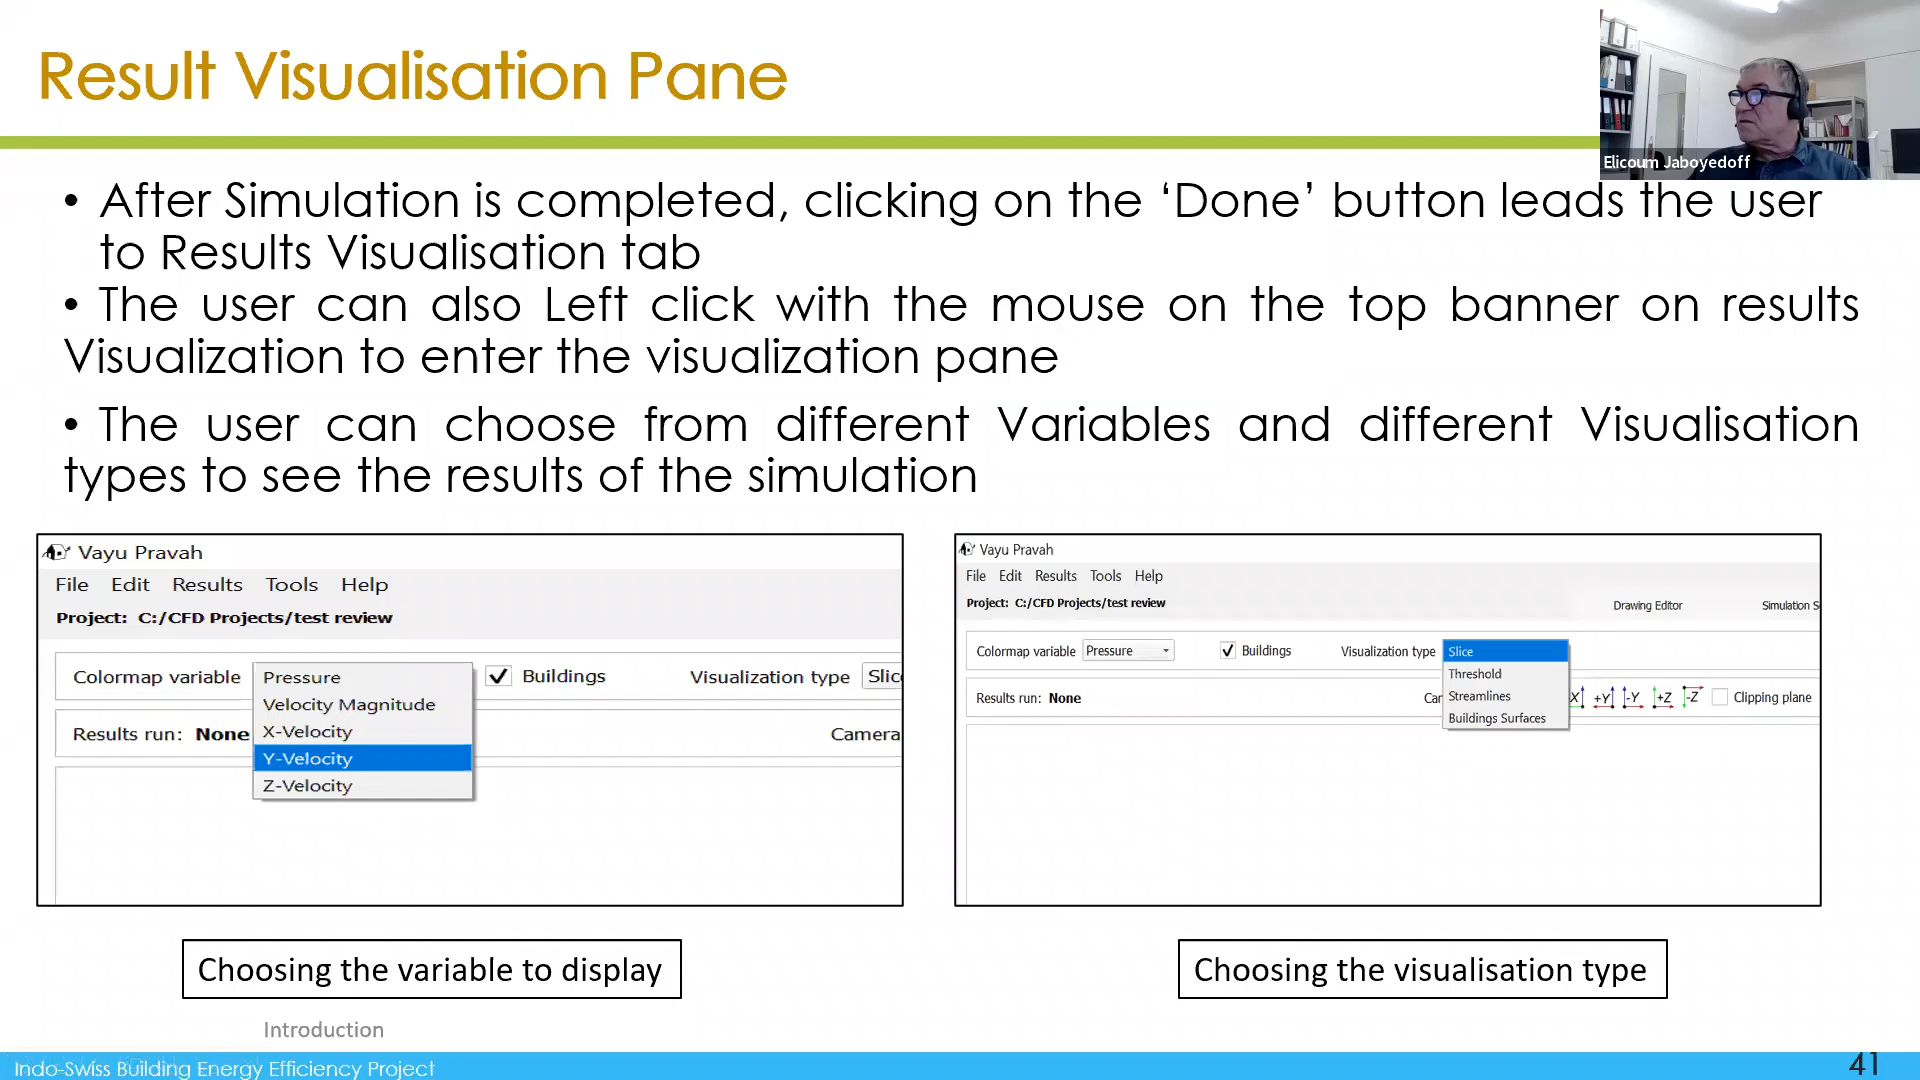 Result Visualisation Pane
Elicoum Jaboyedoff
• After Simulation is completed, clicking on the ‘Done’ button leads the user
to Results Visualisation tab
• The user can also Left click with the mouse on the top banner on results
Visualization to enter the visualization pane
• The user can choose from different Variables and different Visualisation
types to see the results of the simulation
Vayu Pravah
File Edit Results Tools Help
Project: C:/CFD Projects/test review
Colormap variable Pressure Buildings Visualization type Slice
Velocity Magnitude
X-Velocity
Results run: None Camera
Y-Velocity
Z-Velocity
Vayu Pravah
File Edit Results Tools Help
Project: C:/CFD Projects/test review
Drawing Editor Simulation S
Colormap variable Pressure Buildings Visualization type Slice
Threshold
Results run: None Ca Streamlines X +Y -Y +Z -Z Clipping plane
Buildings Surfaces
Choosing the variable to display
Choosing the visualisation type
Introduction
Indo-Swiss Building Energy Efficiency Project
41